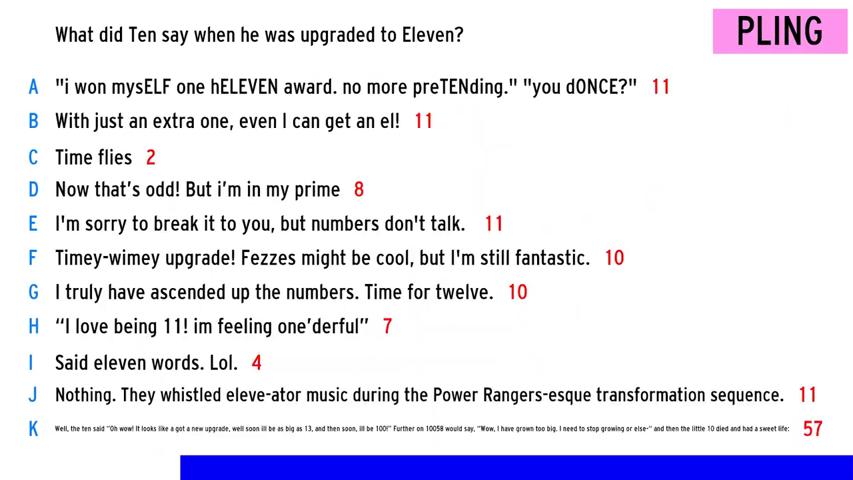 What did Ten say when he was upgraded to Eleven?
PLING
A "i won mysELF one hELEVEN award. no more preTENding." "you dONCE?" 11
B With just an extra one, even I can get an el! 11
C Time flies 2
D Now that's odd! But i'm in my prime 8
E I'm sorry to break it to you, but numbers don't talk. 11
F Timey-wimey upgrade! Fezzes might be cool, but I'm still fantastic. 10
G I truly have ascended up the numbers. Time for twelve. 10
H “I love being 11! im feeling one'derful” 7
I Said eleven words. Lol. 4
J Nothing. They whistled eleve-ator music during the Power Rangers-esque transformation sequence. 11
K Well, the ten said "Oh wow! It looks like a got a new upgrade, well soon ill be as big as 13, and then soon, ill be 100!" Further on 10058 would say, "Wow, I have grown too big. I need to stop growing or else-" and then the little 10 died and had a sweet life: 57